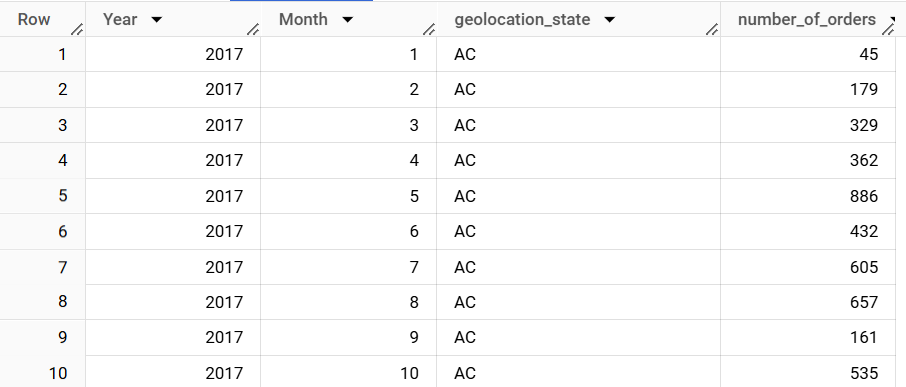 Row Year Month geolocation_state number_of_orders
1 2017 1 AC 45
2 2017 2 AC 179
3 2017 3 AC 329
4 2017 4 AC 362
5 2017 5 AC 886
6 2017 6 AC 432
7 2017 7 AC 605
8 2017 8 AC 657
9 2017 9 AC 161
10 2017 10 AC 535